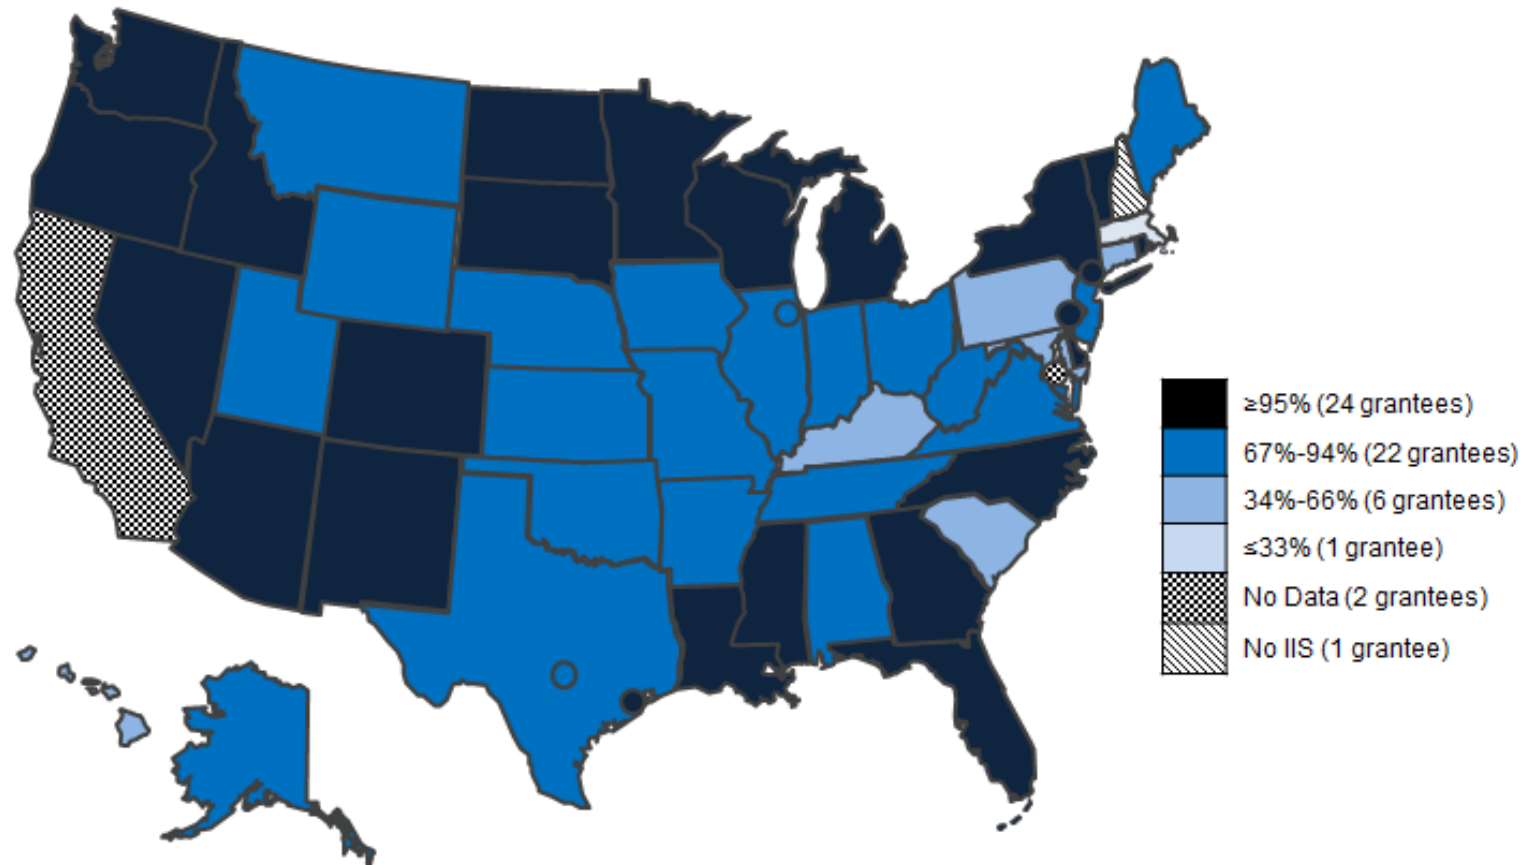 ≥95% (24 grantees)
67%-94% (22 grantees)
34%-66% (6 grantees)
≤33% (1 grantee)
No Data (2 grantees)
No IIS (1 grantee)